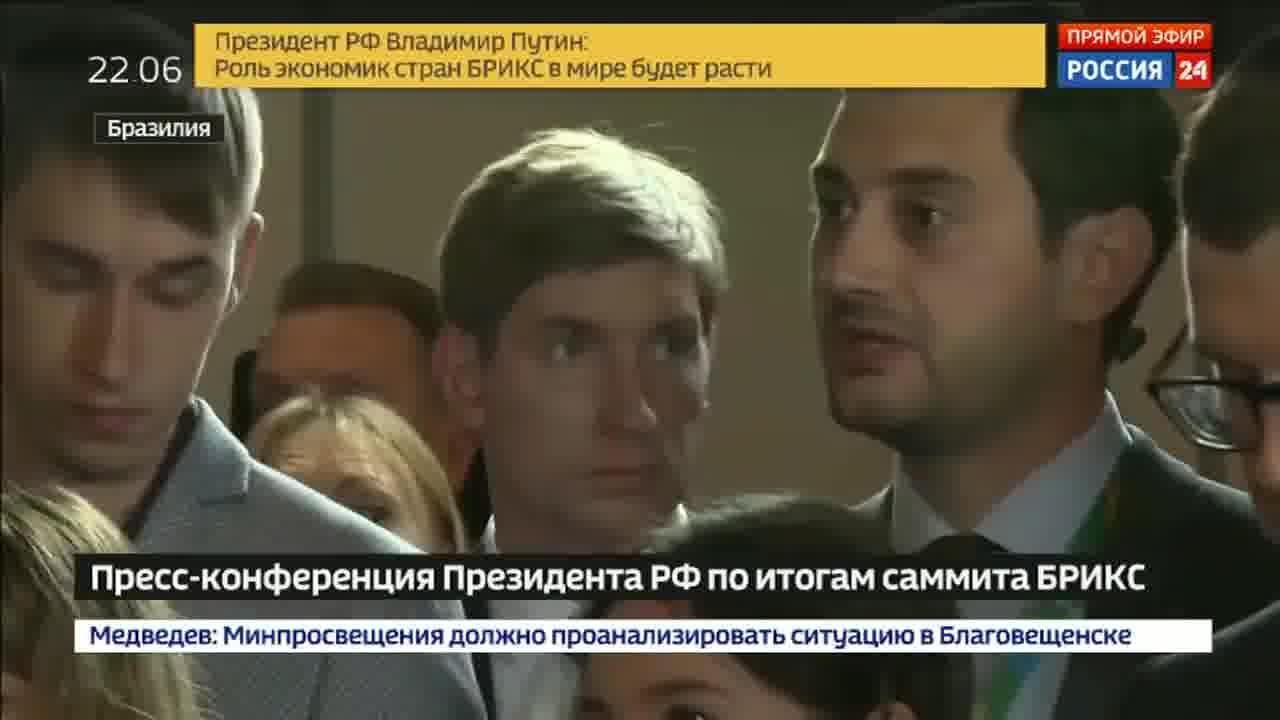 22.06
Президент РФ Владимир Путин:
Роль экономик стран БРИКС в мире будет расти
ПРЯМОЙ ЭФИР
РОССИЯ 24
Бразилия
Пресс-конференция Президента РФ по итогам саммита БРИКС
Медведев: Минпросвещения должно проанализировать ситуацию в Благовещенске